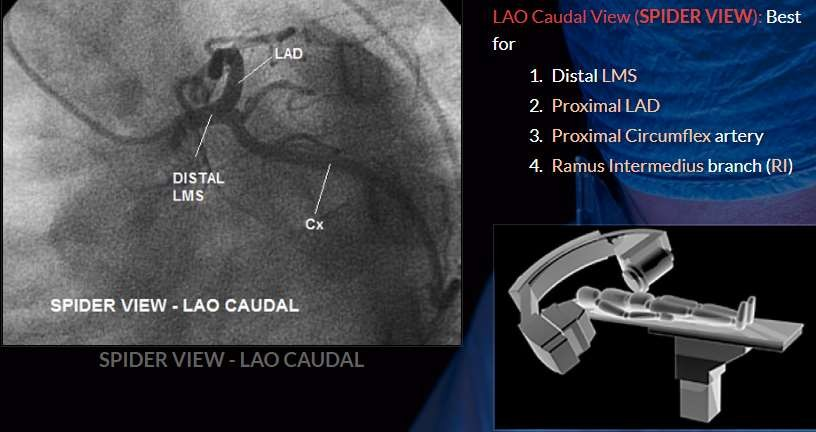 LAD
DISTAL
LMS
Cx
SPIDER VIEW - LAO CAUDAL
SPIDER VIEW - LAO CAUDAL
LAO Caudal View (SPIDER VIEW): Best
for
1. Distal LMS
2. Proximal LAD
3. Proximal Circumflex artery
4. Ramus Intermedius branch (RI)